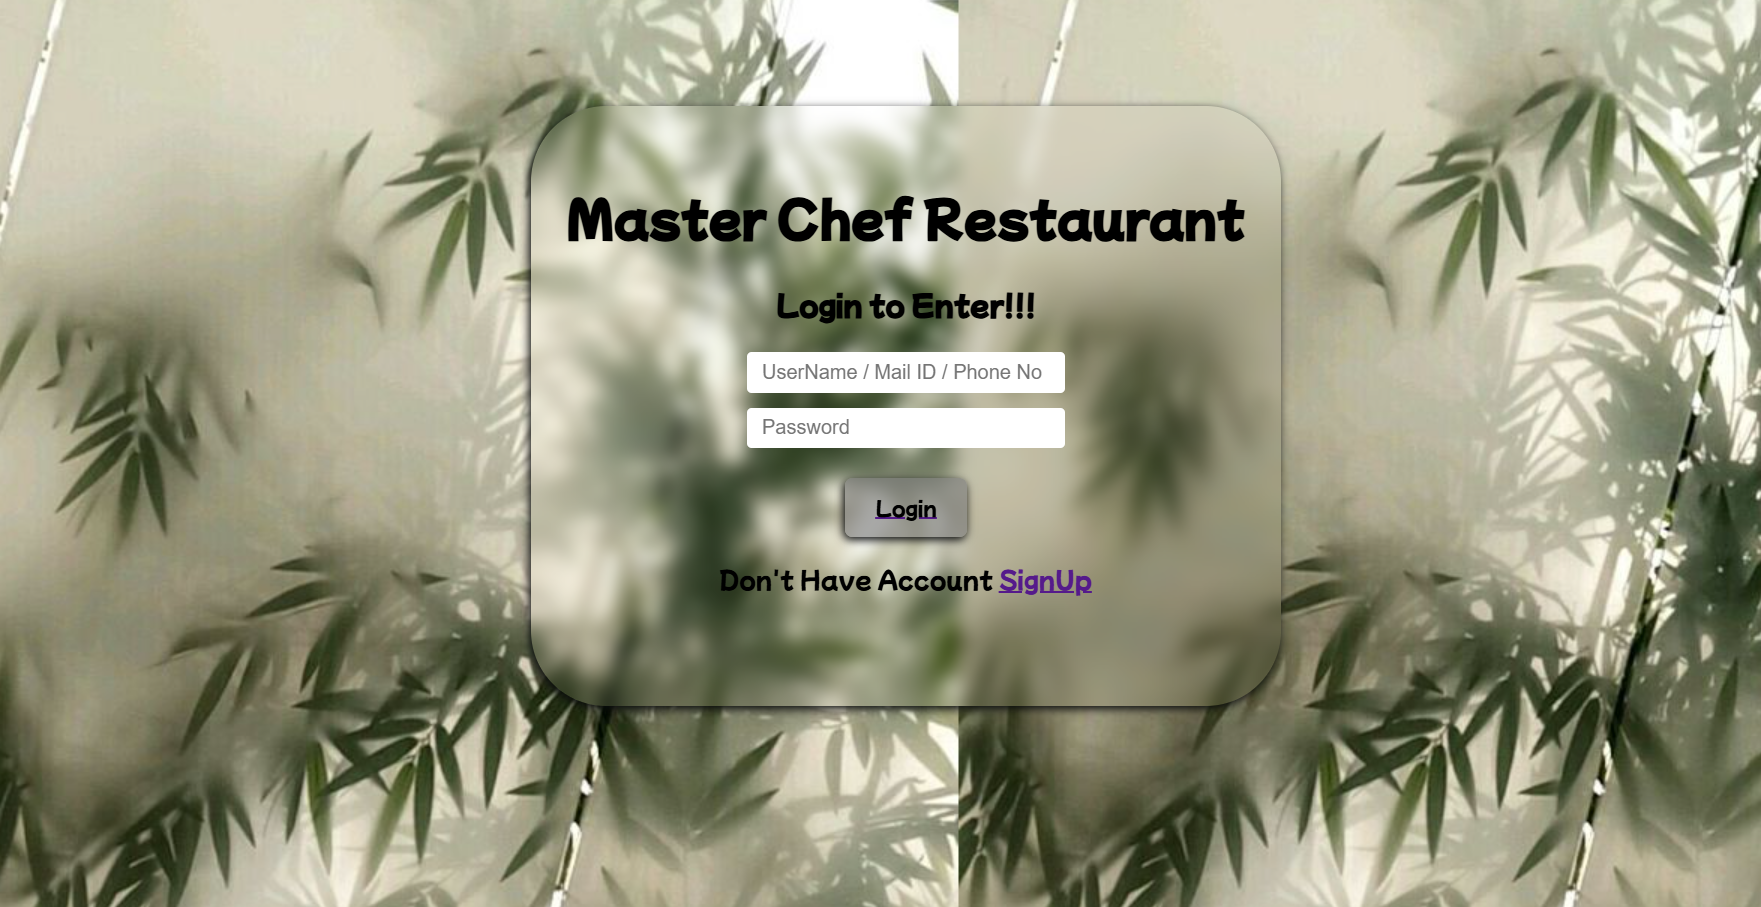 Master Chef Restaurant
Login to Enter!!!
UserName / Mail ID / Phone No
Password
Login
Don't Have Account SignUp